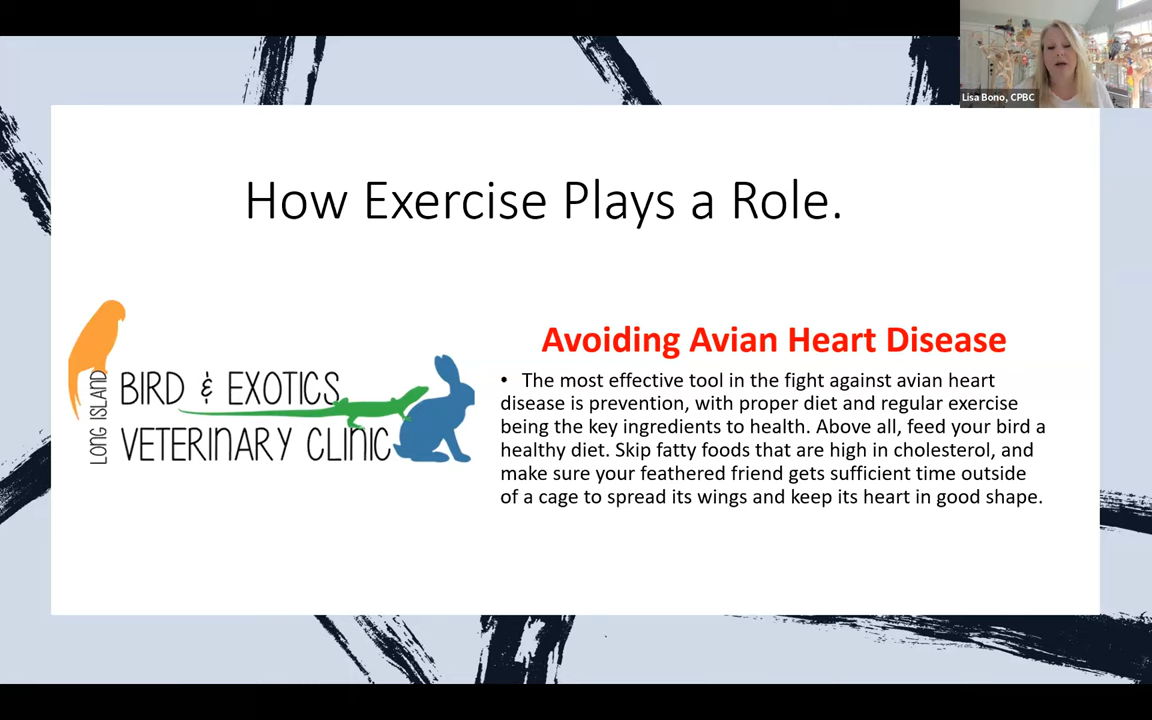 Lisa Bono, CPBC
How Exercise Plays a Role.
LONG ISLAND
BIRD & EXOTICS
VETERINARY CLINIC
Avoiding Avian Heart Disease
• The most effective tool in the fight against avian heart
disease is prevention, with proper diet and regular exercise
being the key ingredients to health. Above all, feed your bird a
healthy diet. Skip fatty foods that are high in cholesterol, and
make sure your feathered friend gets sufficient time outside
of a cage to spread its wings and keep its heart in good shape.